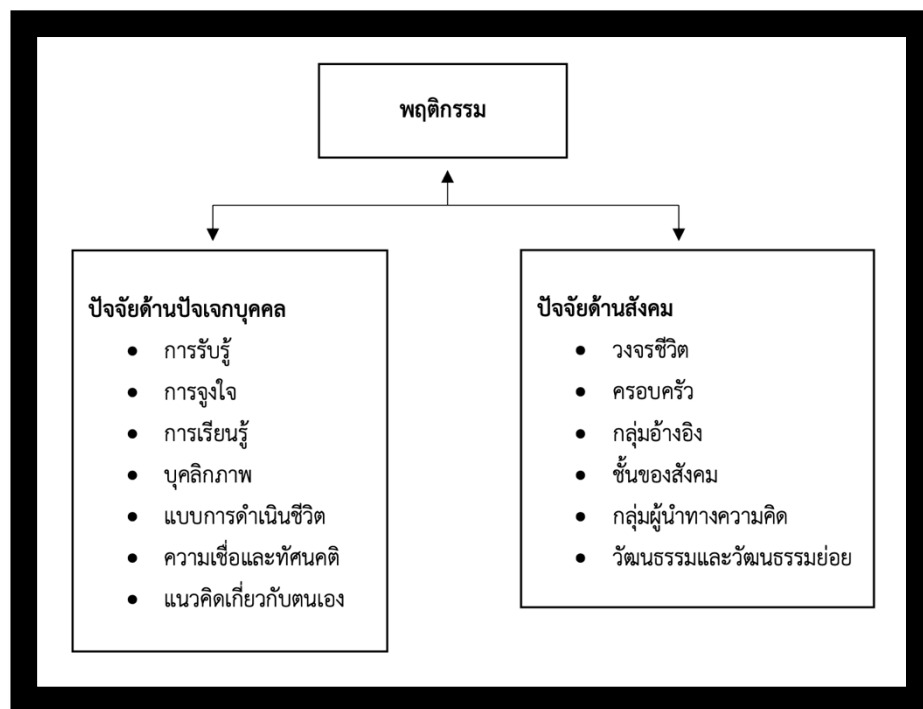 พฤติกรรม
ปัจจัยด้านปัจเจกบุคคล
• การรับรู้
• การจูงใจ
• การเรียนรู้
• บุคลิกภาพ
• แบบการดำเนินชีวิต
• ความเชื่อและทัศนคติ
• แนวคิดเกี่ยวกับตนเอง
ปัจจัยด้านสังคม
• วงจรชีวิต
• ครอบครัว
• กลุ่มอ้างอิง
• ชั้นของสังคม
• กลุ่มผู้นำทางความคิด
• วัฒนธรรมและวัฒนธรรมย่อย